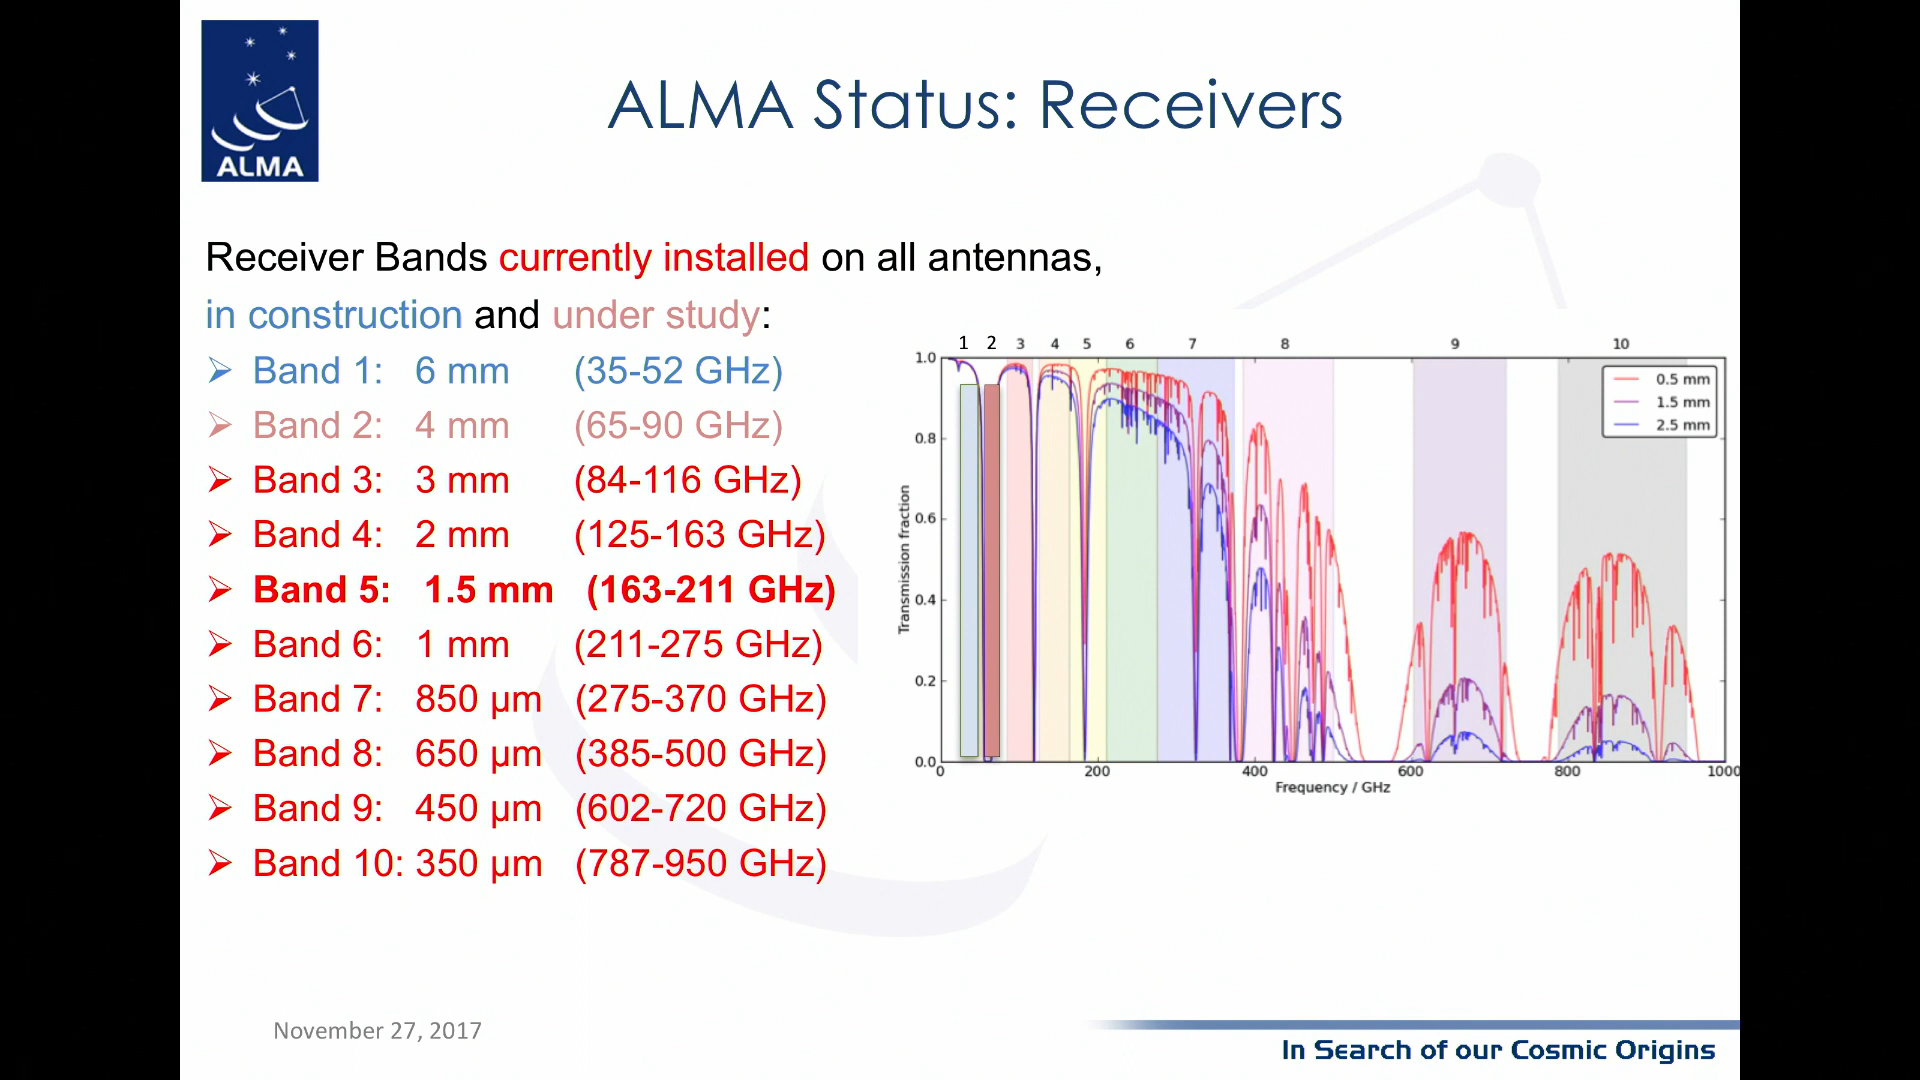 ALMA
ALMA Status: Receivers
Receiver Bands currently installed on all antennas,
in construction and under study:
➢ Band 1: 6 mm (35-52 GHz)
➢ Band 2: 4 mm (65-90 GHz)
➢ Band 3: 3 mm (84-116 GHz)
➢ Band 4: 2 mm (125-163 GHz)
➢ Band 5: 1.5 mm (163-211 GHz)
➢ Band 6: 1 mm (211-275 GHz)
➢ Band 7: 850 µm (275-370 GHz)
➢ Band 8: 650 µm (385-500 GHz)
➢ Band 9: 450 µm (602-720 GHz)
➢ Band 10: 350 µm (787-950 GHz)
1 2 3 4 5 6 7 8 9 10
1.0
0.8
0.6
0.4
0.2
0.0
Transmission fraction
0.5 mm
1.5 mm
2.5 mm
0 200 400 600 800 1000
Frequency / GHz
November 27, 2017
In Search of our Cosmic Origins